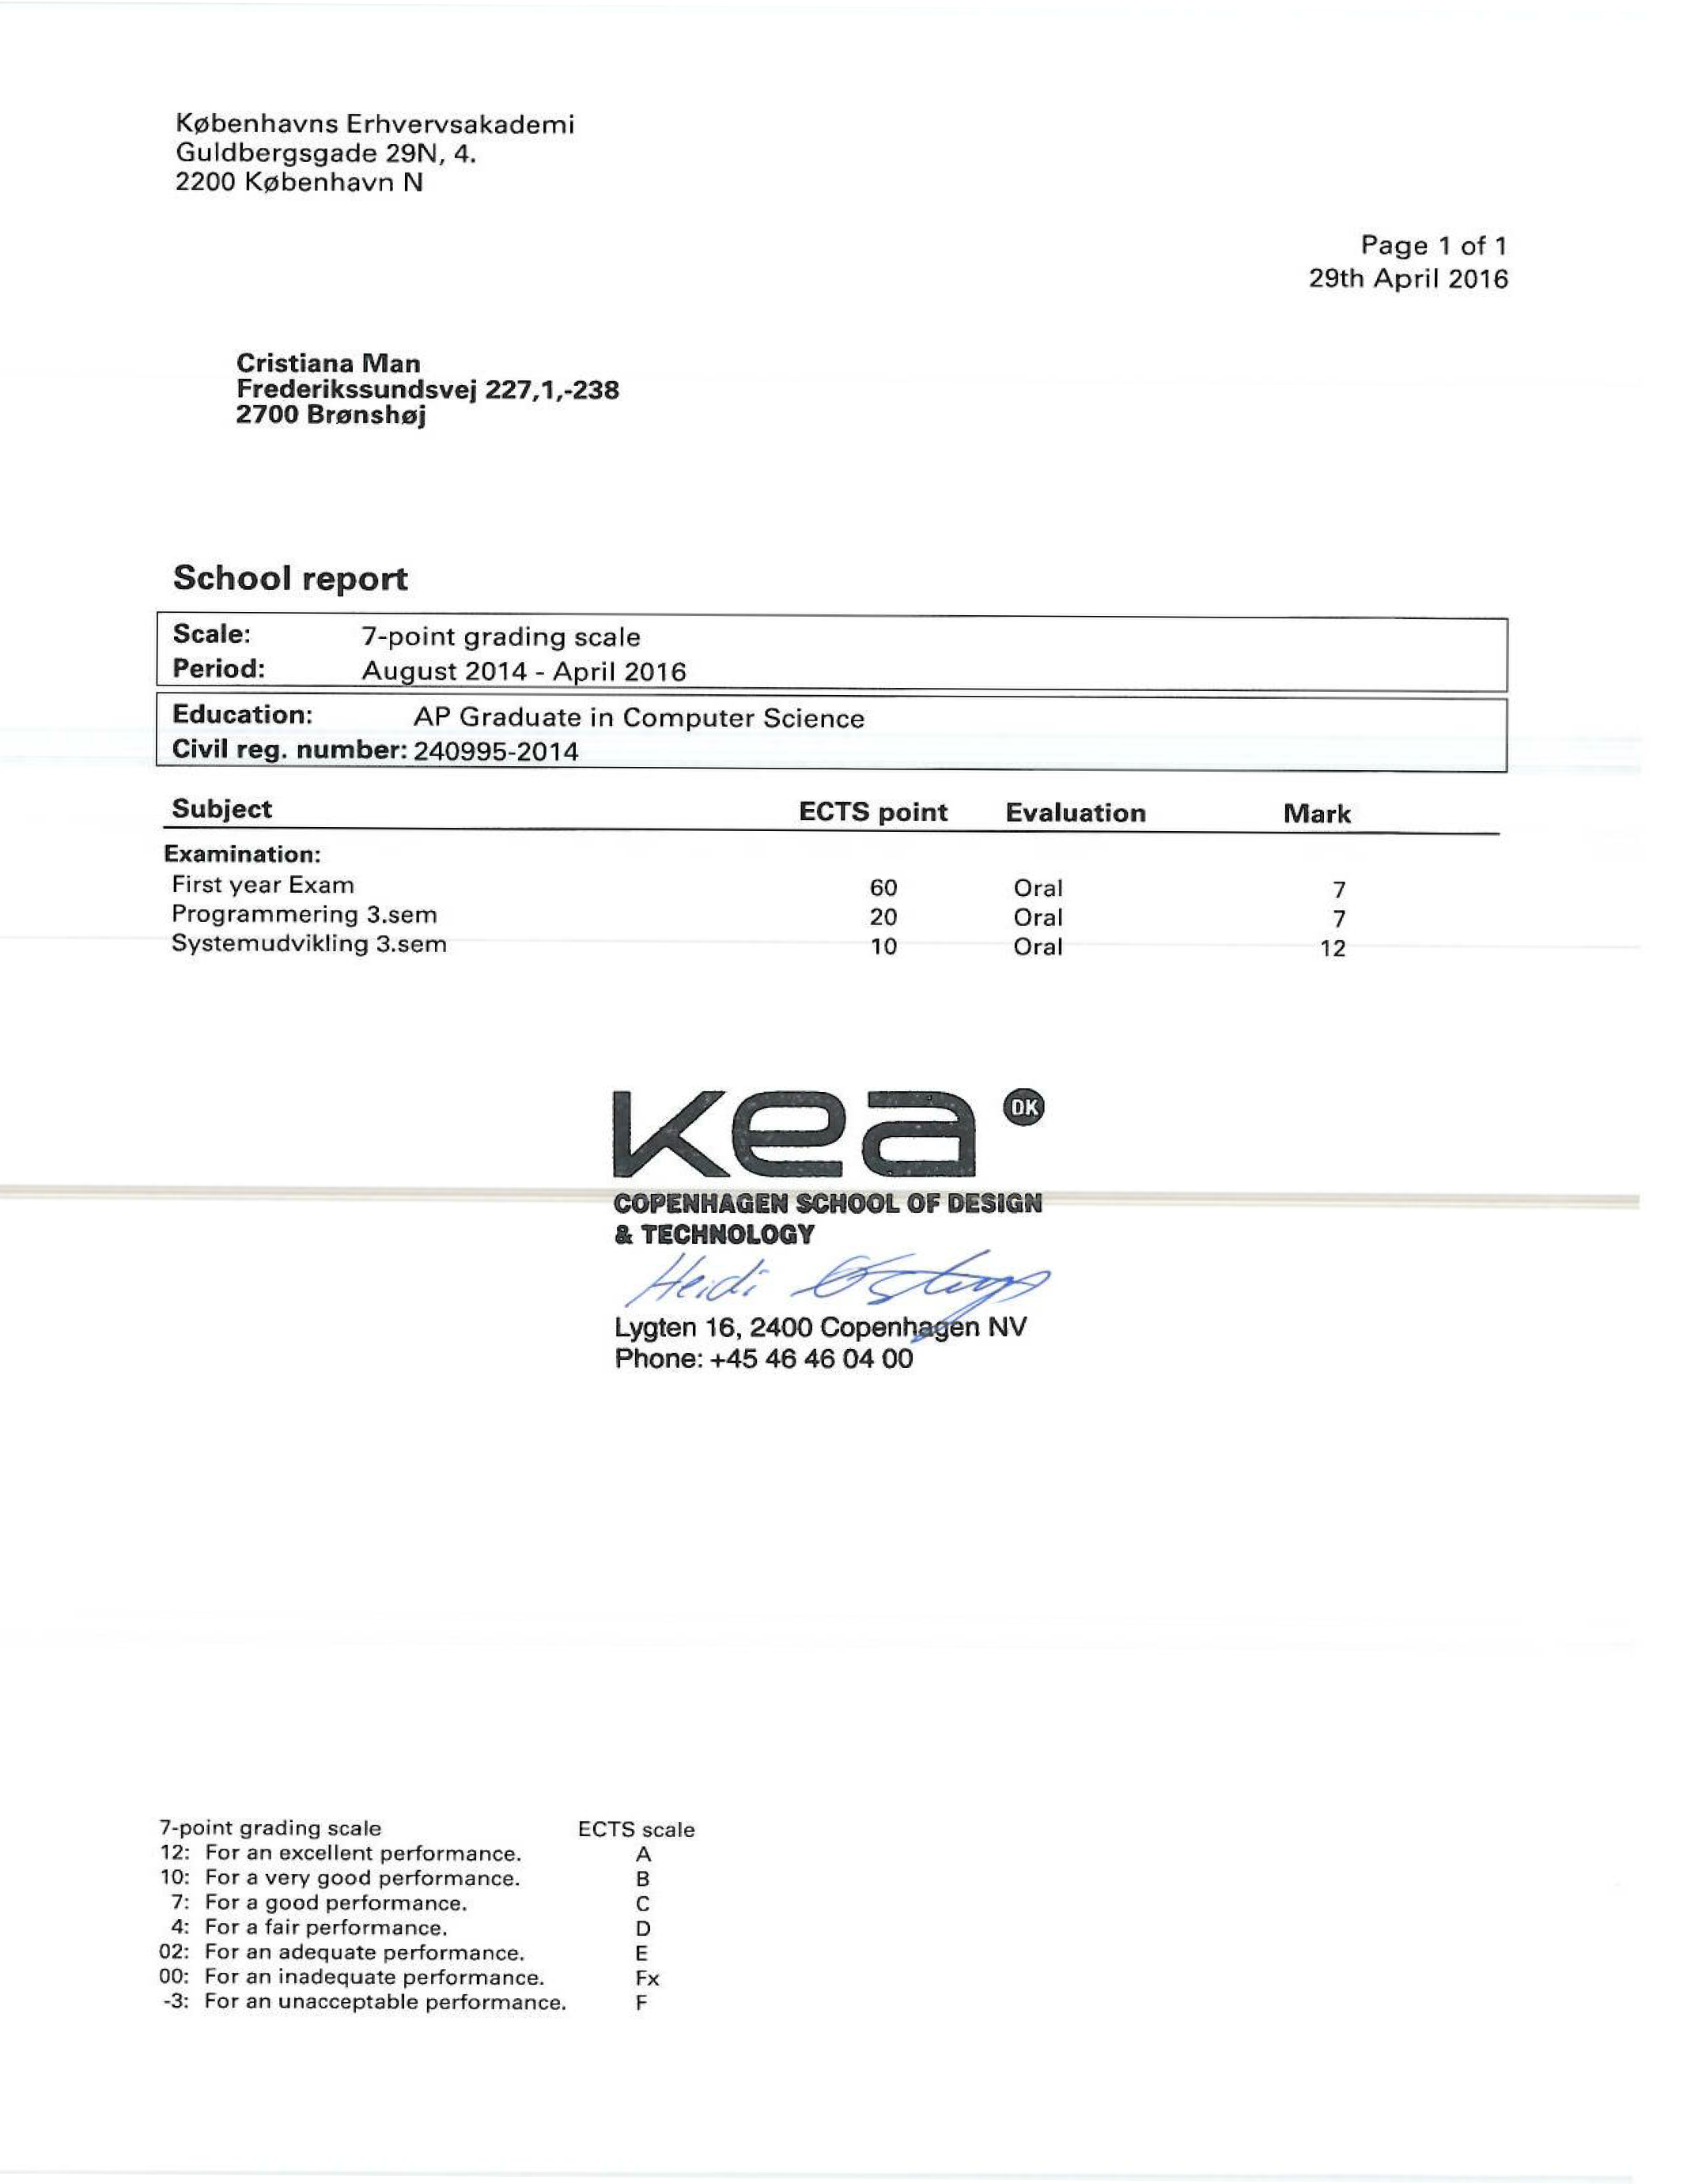 Københavns Erhvervsakademi
Guldbergsgade 29N, 4.
2200 København N
Page 1 of 1
29th April 2016
Cristiana Man
Frederikssundsvej 227,1,-238
2700 Brønshøj
School report
Scale: 7-point grading scale
Period: August 2014 - April 2016
Education: AP Graduate in Computer Science
Civil reg. number: 240995-2014
Subject ECTS point Evaluation Mark
Examination:
First year Exam 60 Oral 7
Programmering 3.sem 20 Oral 7
Systemudvikling 3.sem 10 Oral 12
kea DK
COPENHAGEN SCHOOL OF DESIGN
& TECHNOLOGY
Heidi
Lygten 16, 2400 Copenhagen NV
Phone: +45 46 46 04 00
7-point grading scale ECTS scale
12: For an excellent performance. A
10: For a very good performance. B
7: For a good performance. C
4: For a fair performance. D
02: For an adequate performance. E
00: For an inadequate performance. Fx
-3: For an unacceptable performance. F